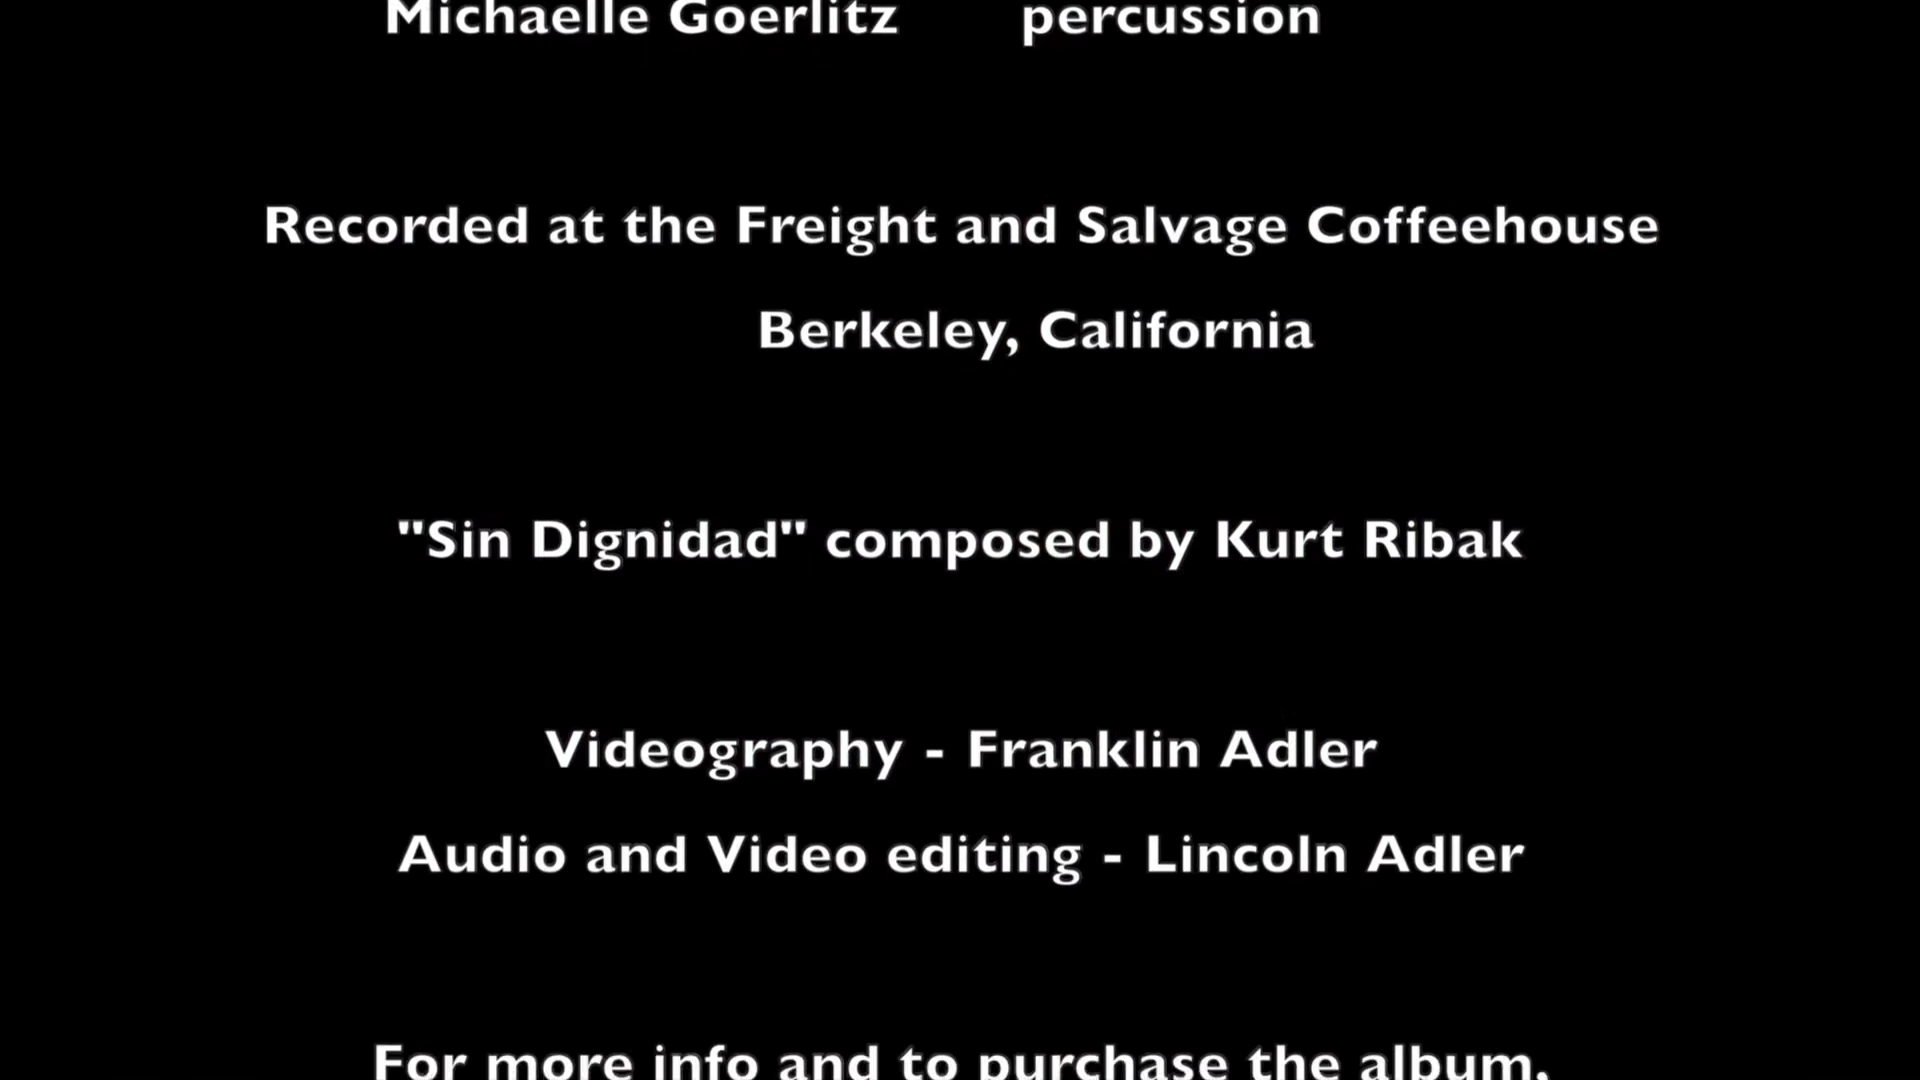 Michaelle Goerlitz percussion
Recorded at the Freight and Salvage Coffeehouse
Berkeley, California
"Sin Dignidad" composed by Kurt Ribak
Videography - Franklin Adler
Audio and Video editing - Lincoln Adler
For more info and to purchase the album,